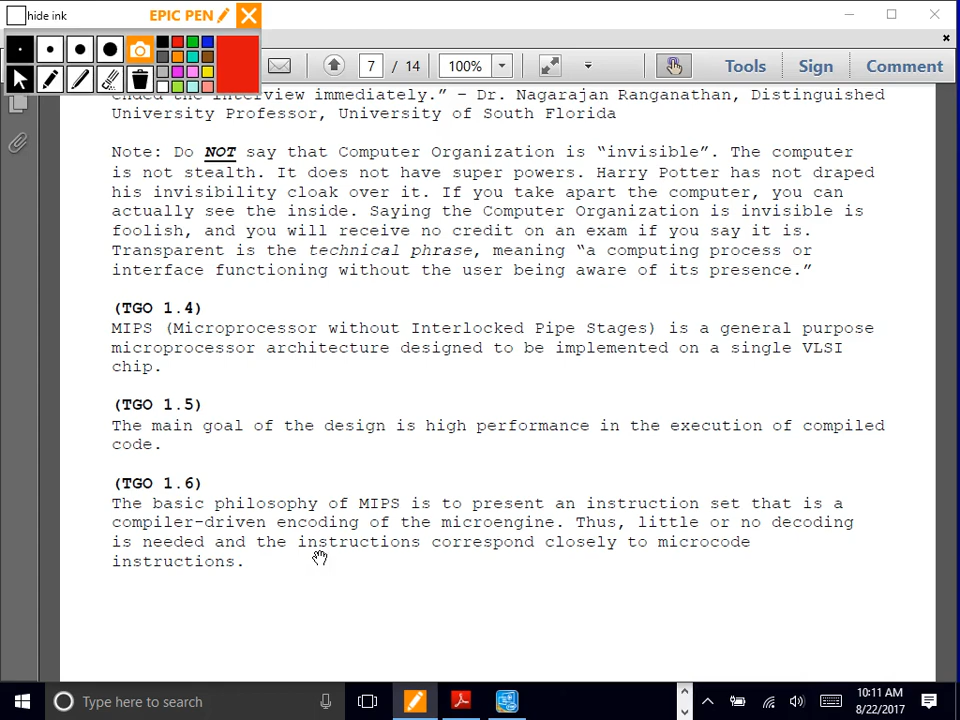 hide ink
EPIC PEN
7 / 14
100%
Tools
Sign
Comment
ended the interview immediately.” – Dr. Nagarajan Ranganathan, Distinguished
University Professor, University of South Florida
Note: Do NOT say that Computer Organization is “invisible”. The computer
is not stealth. It does not have super powers. Harry Potter has not draped
his invisibility cloak over it. If you take apart the computer, you can
actually see the inside. Saying the Computer Organization is invisible is
foolish, and you will receive no credit on an exam if you say it is.
Transparent is the technical phrase, meaning “a computing process or
interface functioning without the user being aware of its presence.”
(TGO 1.4)
MIPS (Microprocessor without Interlocked Pipe Stages) is a general purpose
microprocessor architecture designed to be implemented on a single VLSI
chip.
(TGO 1.5)
The main goal of the design is high performance in the execution of compiled
code.
(TGO 1.6)
The basic philosophy of MIPS is to present an instruction set that is a
compiler-driven encoding of the microengine. Thus, little or no decoding
is needed and the instructions correspond closely to microcode
instructions.
Type here to search
10:11 AM
8/22/2017